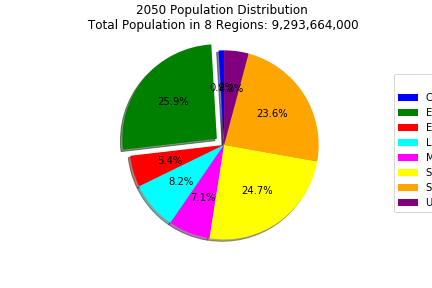 2050 Population Distribution
Total Population in 8 Regions: 9,293,664,000
25.9%
23.6%
5.4%
8.2%
7.1%
24.7%
C
E
E
L
M
S
S
U